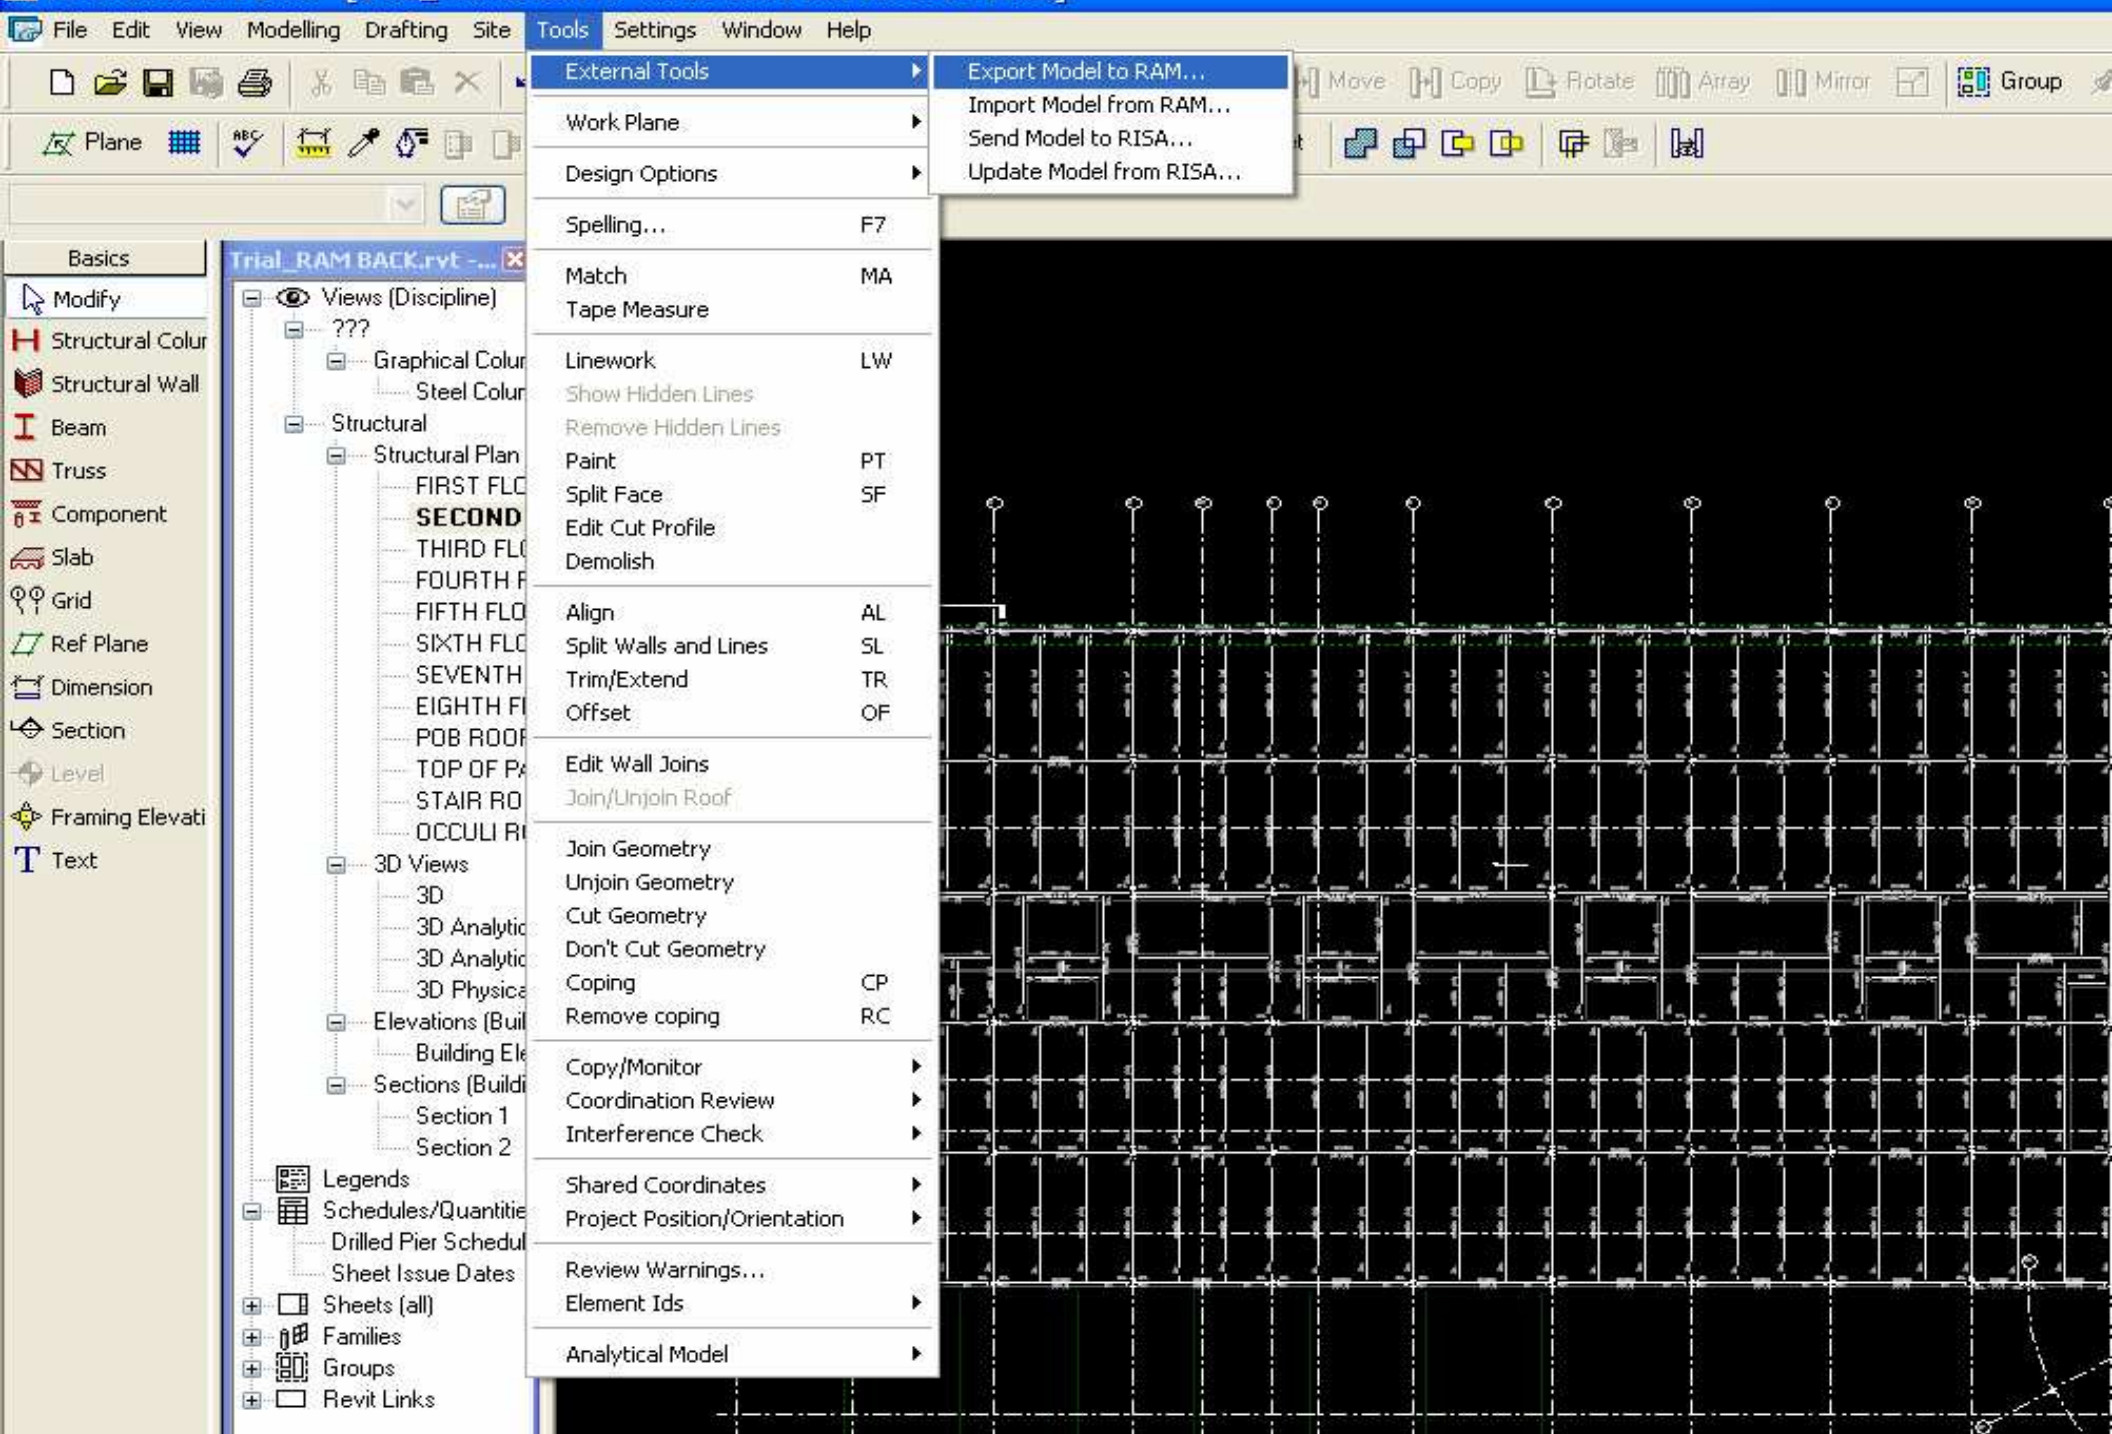 File Edit View Modelling Drafting Site Tools Settings Window Help
Move Copy Rotate Array Mirror Group
Plane
Basics
Modify
Structural Colur
Structural Wall
Beam
Truss
Component
Slab
Grid
Ref Plane
Dimension
Section
Level
Framing Elevati
Text
Trial_RAM BACK.rvt -...
Views (Discipline)
???
Graphical Colur
Steel Colur
Structural
Structural Plan
FIRST FLO
SECOND
THIRD FLO
FOURTH F
FIFTH FLO
SIXTH FLO
SEVENTH
EIGHTH FI
POB ROOF
TOP OF PA
STAIR RO
OCCULI R
3D Views
3D
3D Analytic
3D Analytic
3D Physica
Elevations (Buil
Building Ele
Sections (Buildi
Section 1
Section 2
Legends
Schedules/Quantitie
Drilled Pier Schedul
Sheet Issue Dates
Sheets (all)
Families
Groups
Revit Links
External Tools
Work Plane
Design Options
Spelling... F7
Match MA
Tape Measure
Linework LW
Show Hidden Lines
Remove Hidden Lines
Paint PT
Split Face SF
Edit Cut Profile
Demolish
Align AL
Split Walls and Lines SL
Trim/Extend TR
Offset OF
Edit Wall Joins
Join/Unjoin Roof
Join Geometry
Unjoin Geometry
Cut Geometry
Don't Cut Geometry
Coping CP
Remove coping RC
Copy/Monitor
Coordination Review
Interference Check
Shared Coordinates
Project Position/Orientation
Review Warnings...
Element Ids
Analytical Model
Export Model to RAM...
Import Model from RAM...
Send Model to RISA...
Update Model from RISA...